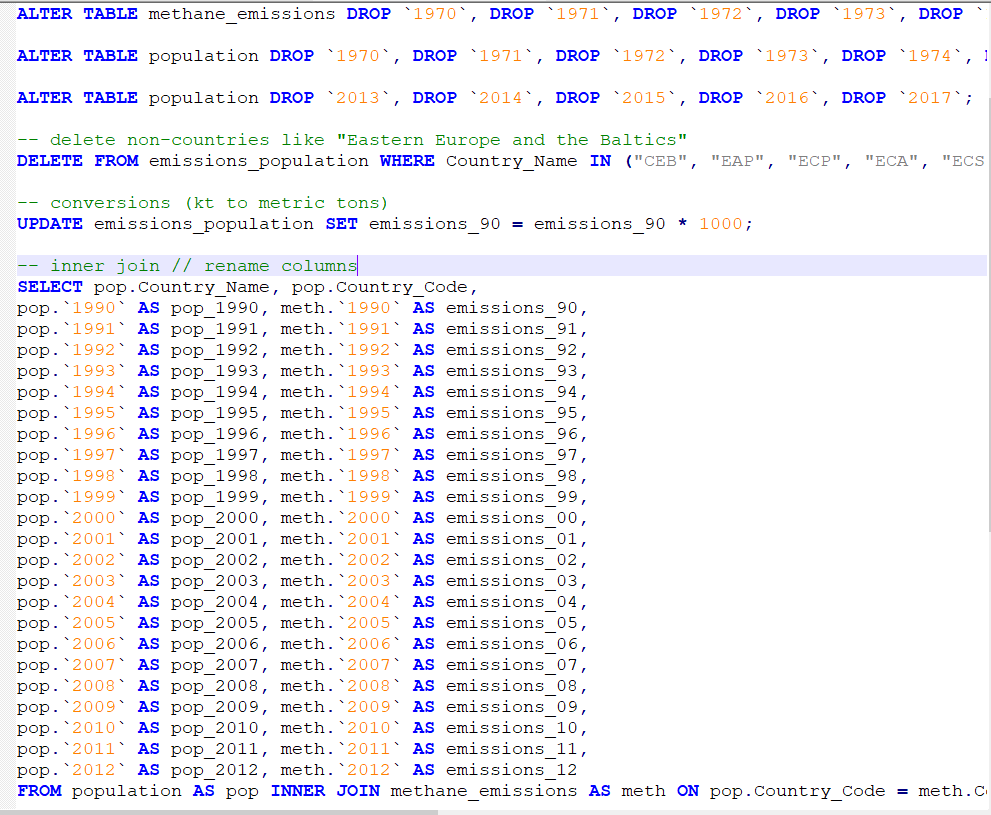 ALTER TABLE methane_emissions DROP `1970`, DROP `1971`, DROP `1972`, DROP `1973`, DROP `
ALTER TABLE population DROP `1970`, DROP `1971`, DROP `1972`, DROP `1973`, DROP `1974`,
ALTER TABLE population DROP `2013`, DROP `2014`, DROP `2015`, DROP `2016`, DROP `2017`;
-- delete non-countries like "Eastern Europe and the Baltics"
DELETE FROM emissions_population WHERE Country_Name IN ("CEB", "EAP", "ECP", "ECA", "ECS
-- conversions (kt to metric tons)
UPDATE emissions_population SET emissions_90 = emissions_90 * 1000;
-- inner join // rename columns
SELECT pop.Country_Name, pop.Country_Code,
pop.`1990` AS pop_1990, meth.`1990` AS emissions_90,
pop.`1991` AS pop_1991, meth.`1991` AS emissions_91,
pop.`1992` AS pop_1992, meth.`1992` AS emissions_92,
pop.`1993` AS pop_1993, meth.`1993` AS emissions_93,
pop.`1994` AS pop_1994, meth.`1994` AS emissions_94,
pop.`1995` AS pop_1995, meth.`1995` AS emissions_95,
pop.`1996` AS pop_1996, meth.`1996` AS emissions_96,
pop.`1997` AS pop_1997, meth.`1997` AS emissions_97,
pop.`1998` AS pop_1998, meth.`1998` AS emissions_98,
pop.`1999` AS pop_1999, meth.`1999` AS emissions_99,
pop.`2000` AS pop_2000, meth.`2000` AS emissions_00,
pop.`2001` AS pop_2001, meth.`2001` AS emissions_01,
pop.`2002` AS pop_2002, meth.`2002` AS emissions_02,
pop.`2003` AS pop_2003, meth.`2003` AS emissions_03,
pop.`2004` AS pop_2004, meth.`2004` AS emissions_04,
pop.`2005` AS pop_2005, meth.`2005` AS emissions_05,
pop.`2006` AS pop_2006, meth.`2006` AS emissions_06,
pop.`2007` AS pop_2007, meth.`2007` AS emissions_07,
pop.`2008` AS pop_2008, meth.`2008` AS emissions_08,
pop.`2009` AS pop_2009, meth.`2009` AS emissions_09,
pop.`2010` AS pop_2010, meth.`2010` AS emissions_10,
pop.`2011` AS pop_2011, meth.`2011` AS emissions_11,
pop.`2012` AS pop_2012, meth.`2012` AS emissions_12
FROM population AS pop INNER JOIN methane_emissions AS meth ON pop.Country_Code = meth.